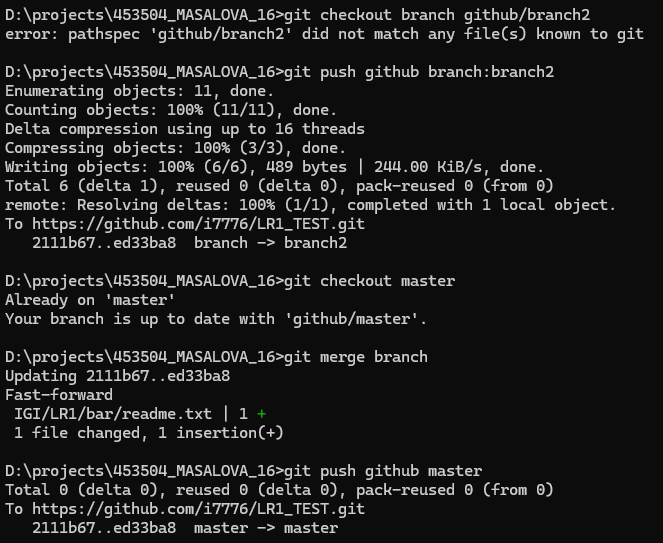 D:\projects\453504_MASALOVA_16>git checkout branch github/branch2
error: pathspec 'github/branch2' did not match any file(s) known to git
D:\projects\453504_MASALOVA_16>git push github branch:branch2
Enumerating objects: 11, done.
Counting objects: 100% (11/11), done.
Delta compression using up to 16 threads
Compressing objects: 100% (3/3), done.
Writing objects: 100% (6/6), 489 bytes | 244.00 KiB/s, done.
Total 6 (delta 1), reused 0 (delta 0), pack-reused 0 (from 0)
remote: Resolving deltas: 100% (1/1), completed with 1 local object.
To https://github.com/i7776/LR1_TEST.git
   2111b67..ed33ba8  branch -> branch2
D:\projects\453504_MASALOVA_16>git checkout master
Already on 'master'
Your branch is up to date with 'github/master'.
D:\projects\453504_MASALOVA_16>git merge branch
Updating 2111b67..ed33ba8
Fast-forward
 IGI/LR1/bar/readme.txt | 1 +
 1 file changed, 1 insertion(+)
D:\projects\453504_MASALOVA_16>git push github master
Total 0 (delta 0), reused 0 (delta 0), pack-reused 0 (from 0)
To https://github.com/i7776/LR1_TEST.git
   2111b67..ed33ba8  master -> master